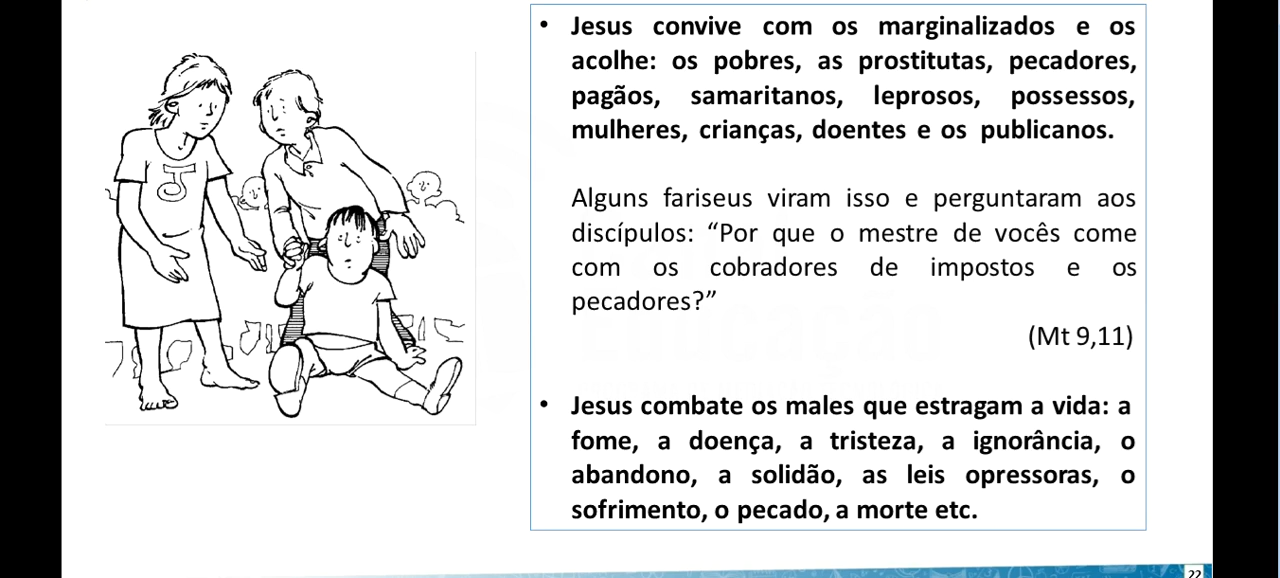 • Jesus convive com os marginalizados e os
acolhe: os pobres, as prostitutas, pecadores,
pagãos, samaritanos, leprosos, possessos,
mulheres, crianças, doentes e os publicanos.
Alguns fariseus viram isso e perguntaram aos
discípulos: “Por que o mestre de vocês come
com os cobradores de impostos e os
pecadores?”
(Mt 9,11)
• Jesus combate os males que estragam a vida: a
fome, a doença, a tristeza, a ignorância, o
abandono, a solidão, as leis opressoras, o
sofrimento, o pecado, a morte etc.
J
22